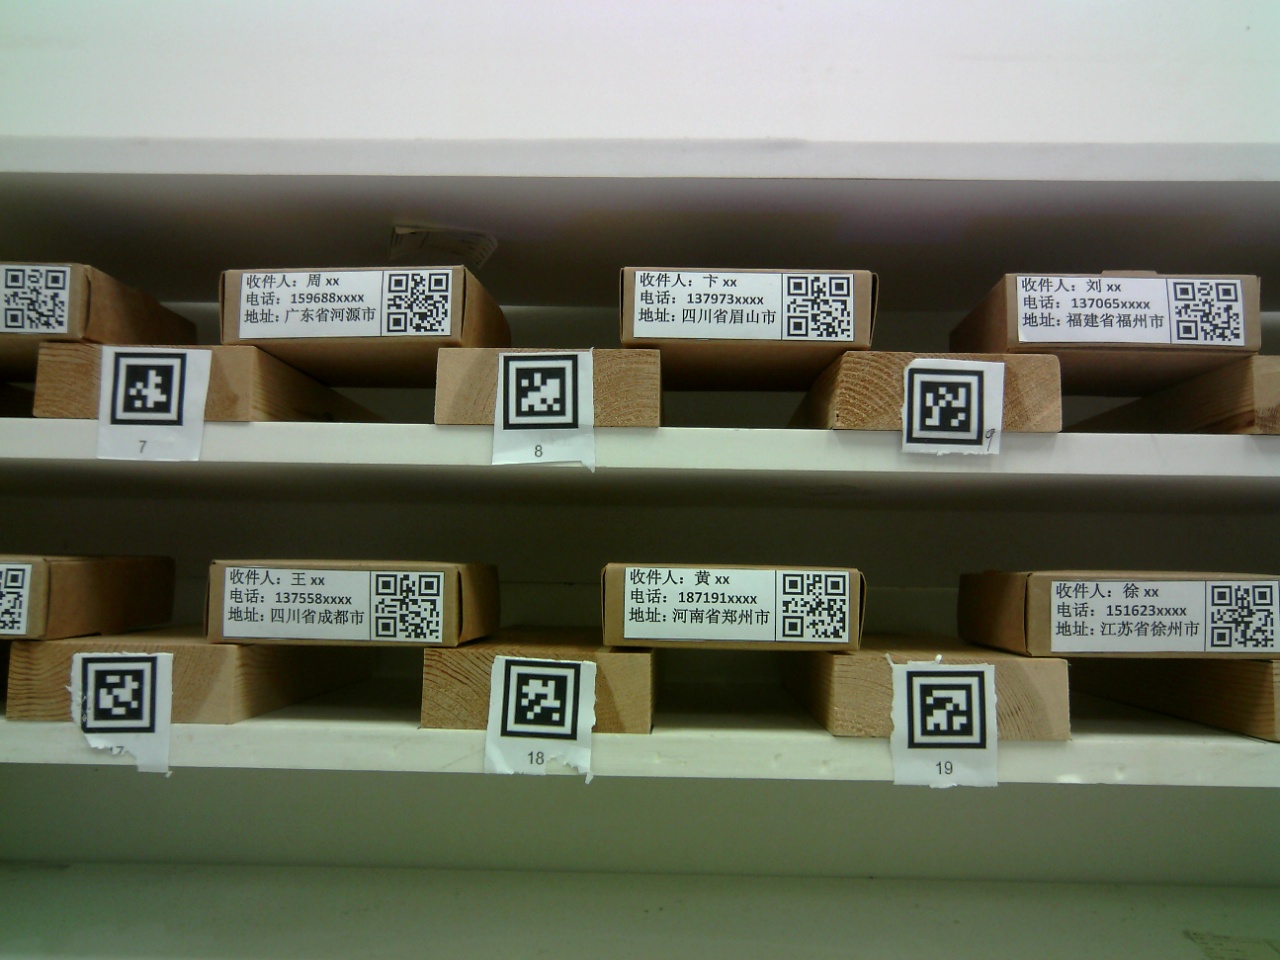 收件人：周 xx
电话：159688xxxx
地址：广东省河源市
收件人：卞 xx
电话：137973xxxx
地址：四川省眉山市
收件人：刘 xx
电话：137065xxxx
地址：福建省福州市
7
8
9
收件人：王 xx
电话：137558xxxx
地址：四川省成都市
收件人：黄 xx
电话：187191xxxx
地址：河南省郑州市
收件人：徐 xx
电话：151623xxxx
地址：江苏省徐州市
17
18
19